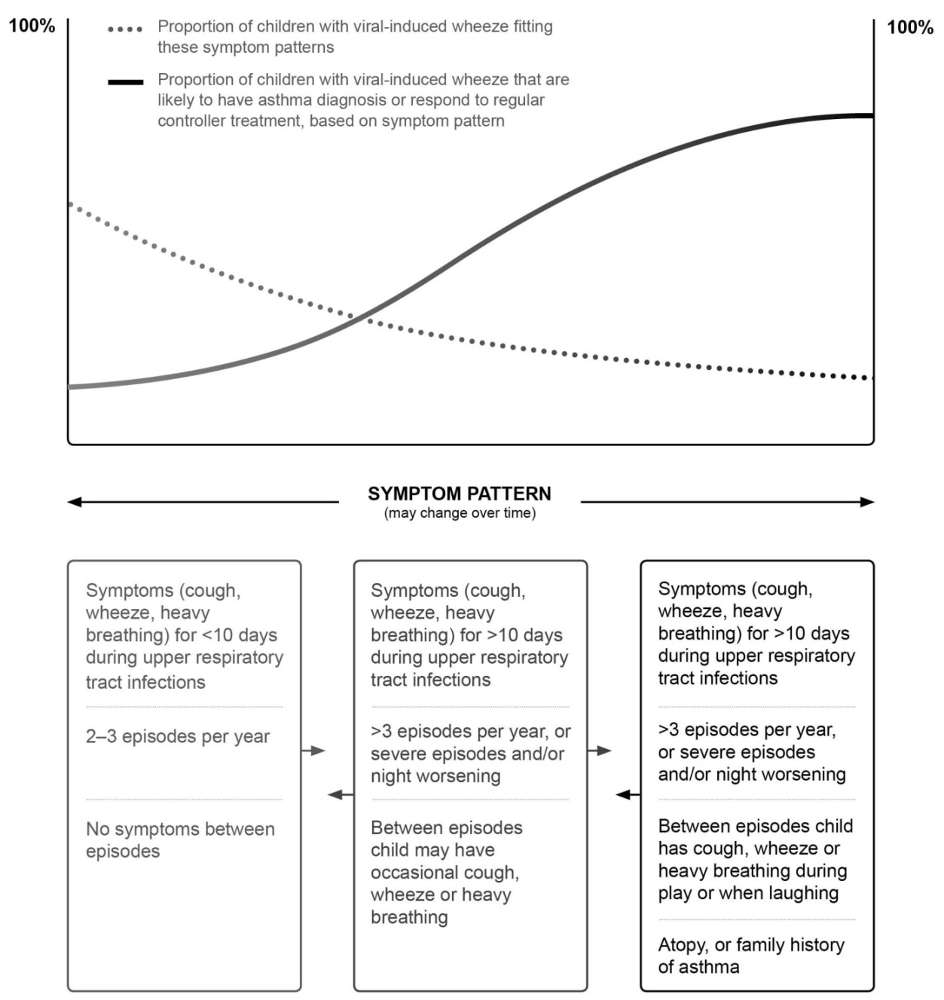 100%
100%
Proportion of children with viral-induced wheeze fitting
these symptom patterns
Proportion of children with viral-induced wheeze that are
likely to have asthma diagnosis or respond to regular
controller treatment, based on symptom pattern
SYMPTOM PATTERN
(may change over time)
Symptoms (cough,
wheeze, heavy
breathing) for <10 days
during upper respiratory
tract infections
2–3 episodes per year
No symptoms between
episodes
Symptoms (cough,
wheeze, heavy
breathing) for >10 days
during upper respiratory
tract infections
>3 episodes per year, or
severe episodes and/or
night worsening
Between episodes
child may have
occasional cough,
wheeze or heavy
breathing
Symptoms (cough,
wheeze, heavy
breathing) for >10 days
during upper respiratory
tract infections
>3 episodes per year,
or severe episodes
and/or night worsening
Between episodes child
has cough, wheeze or
heavy breathing during
play or when laughing
Atopy, or family history
of asthma